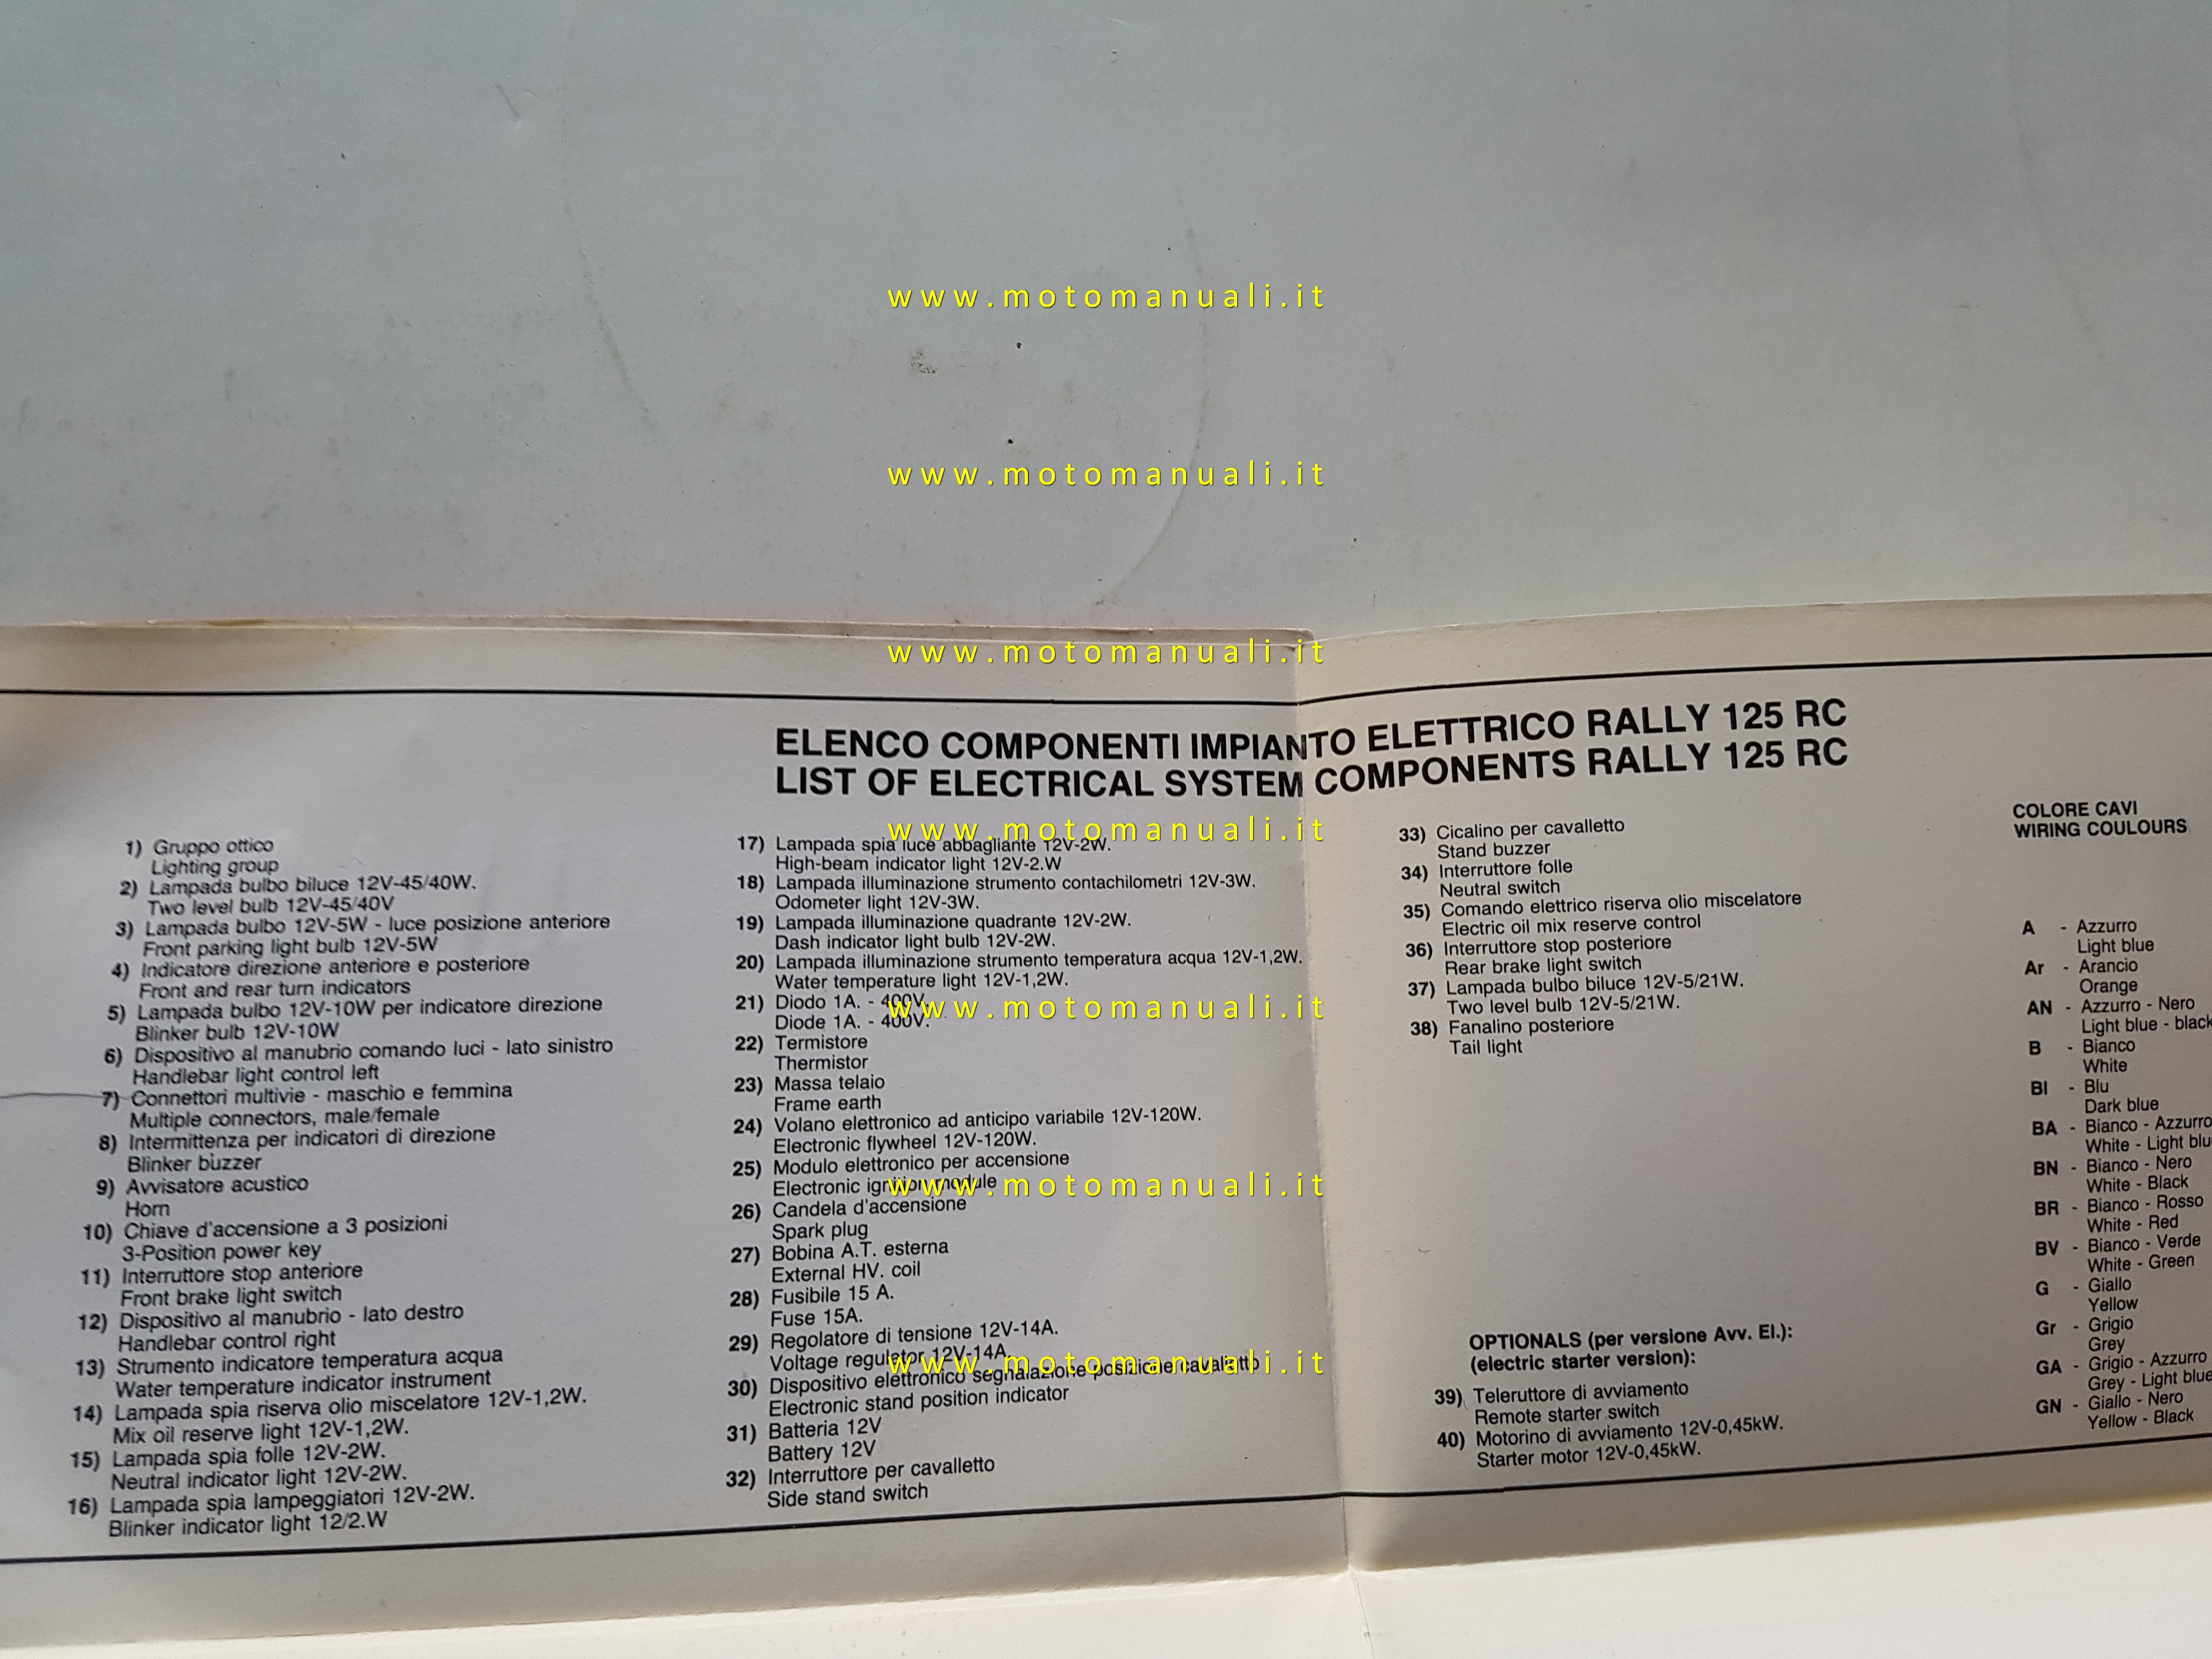 www.motomanuali.it
www.motomanuali.it
www.motomanuali.it
ELENCO COMPONENTI IMPIANTO ELETTRICO RALLY 125 RC
LIST OF ELECTRICAL SYSTEM COMPONENTS RALLY 125 RC
1) Gruppo ottico
Lighting group
2) Lampada bulbo biluce 12V-45/40W.
Two level bulb 12V-45/40V
3) Lampada bulbo 12V-5W - luce posizione anteriore
Front parking light bulb 12V-5W
4) Indicatore direzione anteriore e posteriore
Front and rear turn indicators
5) Lampada bulbo 12V-10W per indicatore direzione
Blinker bulb 12V-10W
6) Dispositivo al manubrio comando luci - lato sinistro
Handlebar light control left
7) Connettori multivie - maschio e femmina
Multiple connectors, male/female
8) Intermittenza per indicatori di direzione
Blinker buzzer
9) Avvisatore acustico
Horn
10) Chiave d'accensione a 3 posizioni
3-Position power key
11) Interruttore stop anteriore
Front brake light switch
12) Dispositivo al manubrio - lato destro
Handlebar control right
13) Strumento indicatore temperatura acqua
Water temperature indicator instrument
14) Lampada spia riserva olio miscelatore 12V-1,2W.
Mix oil reserve light 12V-1,2W.
15) Lampada spia folle 12V-2W.
Neutral indicator light 12V-2W.
16) Lampada spia lampeggiatori 12V-2W.
Blinker indicator light 12/2.W
www.motomanuali.it
17) Lampada spia luce abbagliante 12V-2W.
High-beam indicator light 12V-2.W
18) Lampada illuminazione strumento contachilometri 12V-3W.
Odometer light 12V-3W.
19) Lampada illuminazione quadrante 12V-2W.
Dash indicator light bulb 12V-2W.
20) Lampada illuminazione strumento temperatura acqua 12V-1,2W.
Water temperature light 12V-1,2W.
21) Diodo 1A. - 400V.
www.motomanuali.it
Diode 1A. - 400V.
22) Termistore
Thermistor
23) Massa telaio
Frame earth
24) Volano elettronico ad anticipo variabile 12V-120W.
Electronic flywheel 12V-120W.
25) Modulo elettronico per accensione
Electronic ignition module
www.motomanuali.it
26) Candela d'accensione
Spark plug
27) Bobina A.T. esterna
External HV. coil
28) Fusibile 15 A.
Fuse 15A.
29) Regolatore di tensione 12V-14A.
Voltage regulator 12V-14A.
www.motomanuali.it
30) Dispositivo elettronico segnalazione posizione cavalletto
Electronic stand position indicator
31) Batteria 12V
Battery 12V
32) Interruttore per cavalletto
Side stand switch
33) Cicalino per cavalletto
Stand buzzer
34) Interruttore folle
Neutral switch
35) Comando elettrico riserva olio miscelatore
Electric oil mix reserve control
36) Interruttore stop posteriore
Rear brake light switch
37) Lampada bulbo biluce 12V-5/21W.
Two level bulb 12V-5/21W.
38) Fanalino posteriore
Tail light
OPTIONALS (per versione Avv. El.):
(electric starter version):
39) Teleruttore di avviamento
Remote starter switch
40) Motorino di avviamento 12V-0,45kW.
Starter motor 12V-0,45kW.
COLORE CAVI
WIRING COULOURS
A - Azzurro
Light blue
Ar - Arancio
Orange
AN - Azzurro - Nero
Light blue - black
B - Bianco
White
Bl - Blu
Dark blue
BA - Bianco - Azzurro
White - Light blu
BN - Bianco - Nero
White - Black
BR - Bianco - Rosso
White - Red
BV - Bianco - Verde
White - Green
G - Giallo
Yellow
Gr - Grigio
Grey
GA - Grigio - Azzurro
Grey - Light blue
GN - Giallo - Nero
Yellow - Black